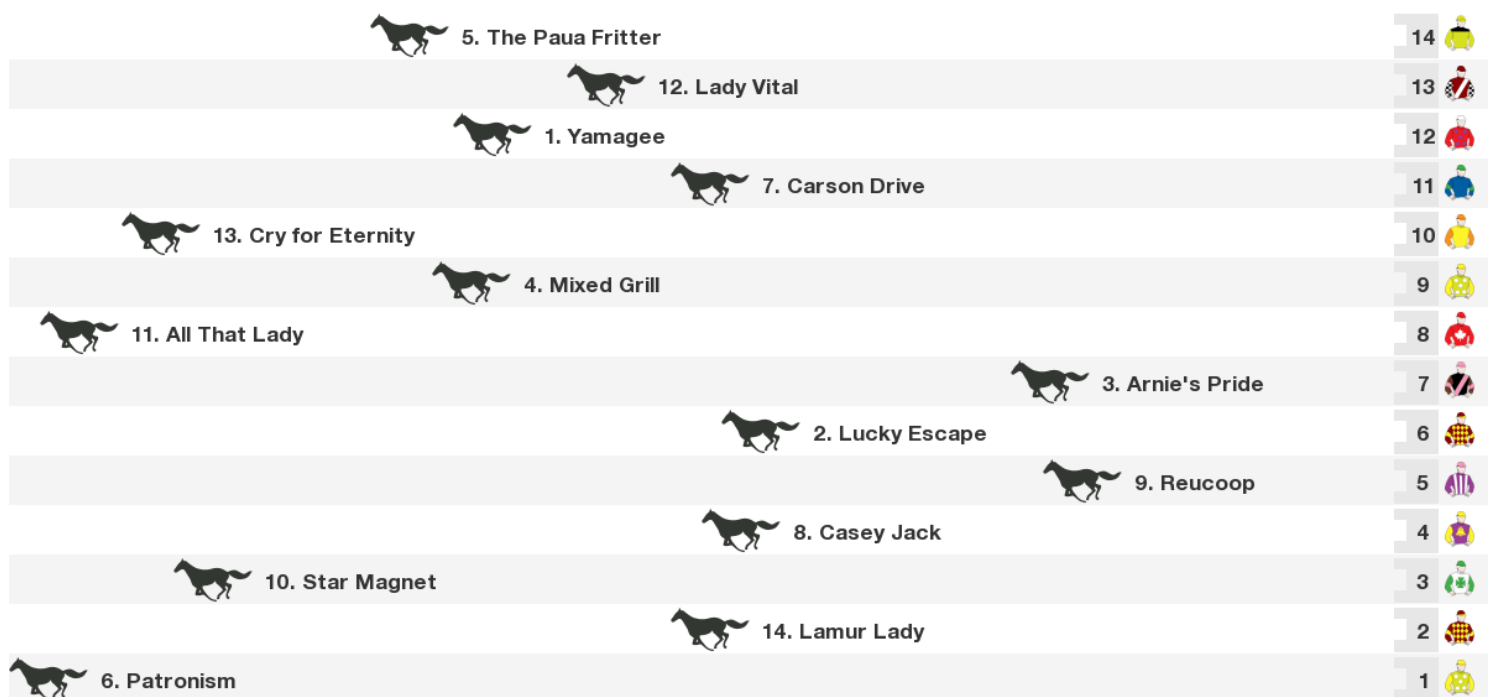 5. The Paua Fritter 14
12. Lady Vital 13
1. Yamagee 12
7. Carson Drive 11
13. Cry for Eternity 10
4. Mixed Grill 9
11. All That Lady 8
3. Arnie's Pride 7
2. Lucky Escape 6
9. Reucoop 5
8. Casey Jack 4
10. Star Magnet 3
14. Lamur Lady 2
6. Patronism 1